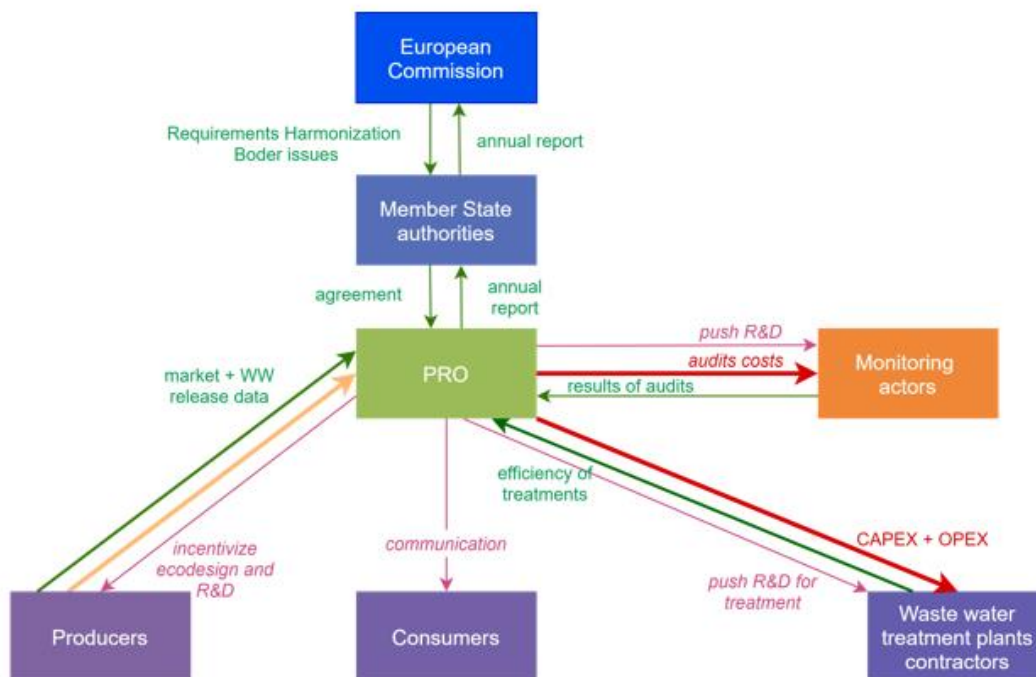 European
Commission
Requirements Harmonization
Boder issues
annual report
Member State
authorities
agreement
annual
report
push R&D
market + WW
release data
PRO
audits costs
results of audits
Monitoring
actors
efficiency of
treatments
incentivize
ecodesign and
R&D
communication
CAPEX + OPEX
push R&D for
treatment
Producers
Consumers
Waste water
treatment plants
contractors